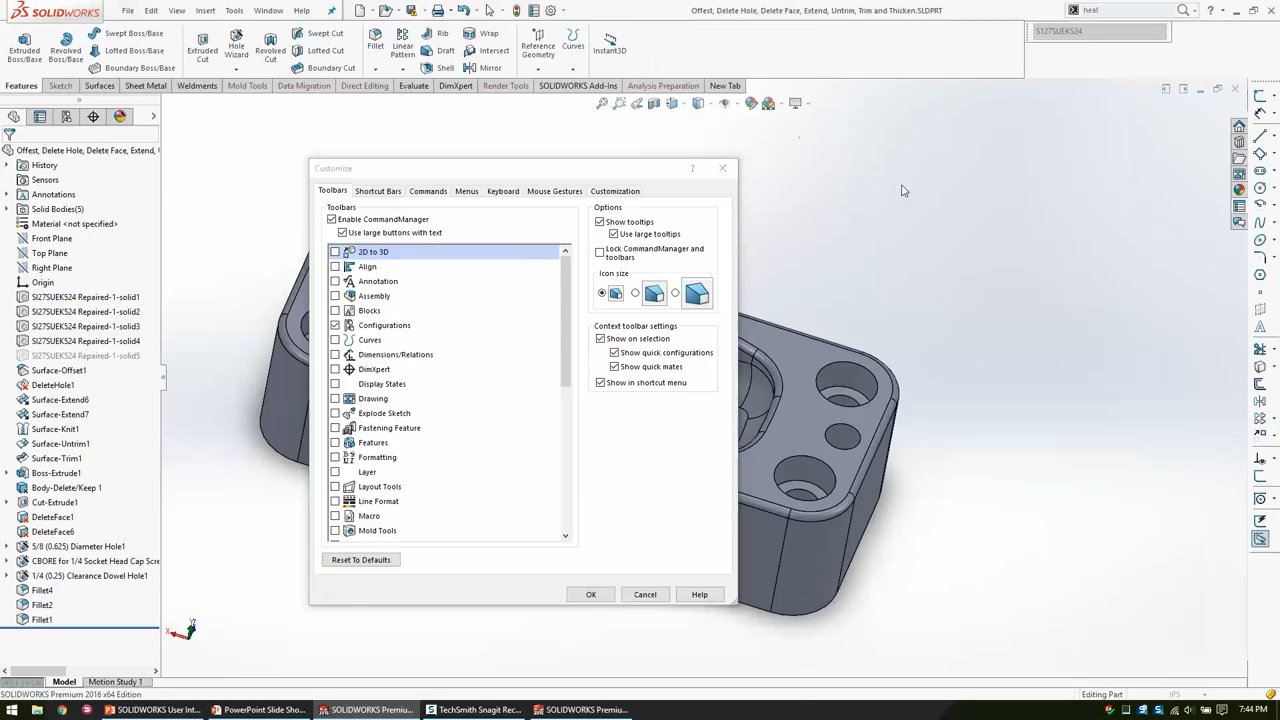 SOLIDWORKS File Edit View Insert Tools Window Help
Offest, Delete Hole, Delete Face, Extend, Untrim, Trim and Thicken.SLDPRT
heal
S127SUEK524
Extruded Boss/Base
Revolved Boss/Base
Swept Boss/Base
Lofted Boss/Base
Boundary Boss/Base
Extruded Cut
Hole Wizard
Revolved Cut
Swept Cut
Lofted Cut
Boundary Cut
Fillet
Linear Pattern
Rib
Draft
Shell
Wrap
Intersect
Mirror
Reference Geometry
Curves
Instant3D
Features Sketch Surfaces Sheet Metal Weldments Mold Tools Data Migration Direct Editing Evaluate DimXpert Render Tools SOLIDWORKS Add-Ins Analysis Preparation New Tab
Offest, Delete Hole, Delete Face, Extend,
History
Sensors
Annotations
Solid Bodies(5)
Material <not specified>
Front Plane
Top Plane
Right Plane
Origin
SI27SUEK524 Repaired-1-solid1
SI27SUEK524 Repaired-1-solid2
SI27SUEK524 Repaired-1-solid3
SI27SUEK524 Repaired-1-solid4
SI27SUEK524 Repaired-1-solid5
Surface-Offset1
DeleteHole1
Surface-Extend6
Surface-Extend7
Surface-Knit1
Surface-Untrim1
Surface-Trim1
Boss-Extrude1
Body-Delete/Keep 1
Cut-Extrude1
DeleteFace1
DeleteFace6
5/8 (0.625) Diameter Hole1
CBORE for 1/4 Socket Head Cap Scre
1/4 (0.25) Clearance Dowel Hole1
Fillet4
Fillet2
Fillet1
Customize
Toolbars Shortcut Bars Commands Menus Keyboard Mouse Gestures Customization
Toolbars
Enable CommandManager
Use large buttons with text
2D to 3D
Align
Annotation
Assembly
Blocks
Configurations
Curves
Dimensions/Relations
DimXpert
Display States
Drawing
Explode Sketch
Fastening Feature
Features
Formatting
Layer
Layout Tools
Line Format
Macro
Mold Tools
Reset To Defaults
Options
Show tooltips
Use large tooltips
Lock CommandManager and toolbars
Icon size
Context toolbar settings
Show on selection
Show quick configurations
Show quick mates
Show in shortcut menu
OK Cancel Help
X Y
Model Motion Study 1
SOLIDWORKS Premium 2016 x64 Edition
Editing Part
IPS
SOLIDWORKS User Int...
PowerPoint Slide Sho...
SOLIDWORKS Premiu...
TechSmith Snagit Rec...
SOLIDWORKS Premiu...
7:44 PM